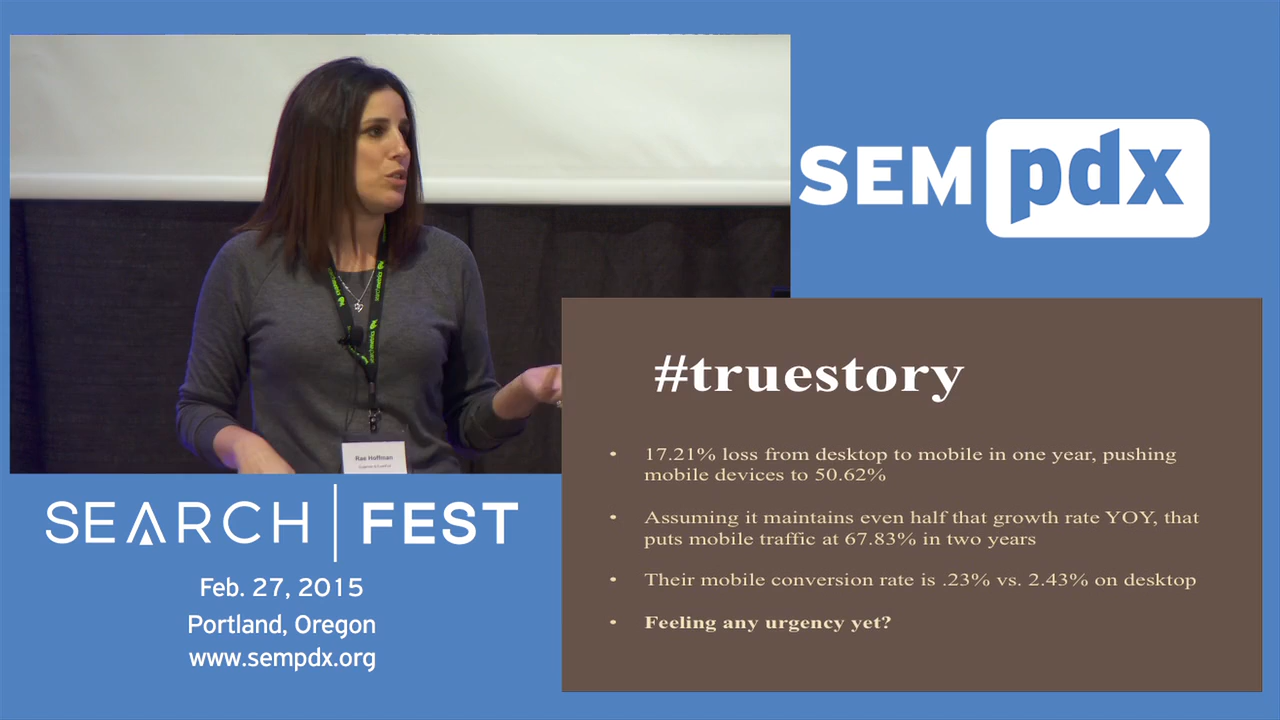 SEM pdx
Rae Hoffman
#truestory
• 17.21% loss from desktop to mobile in one year, pushing
mobile devices to 50.62%
• Assuming it maintains even half that growth rate YOY, that
puts mobile traffic at 67.83% in two years
• Their mobile conversion rate is .23% vs. 2.43% on desktop
• Feeling any urgency yet?
SEARCH | FEST
Feb. 27, 2015
Portland, Oregon
www.sempdx.org